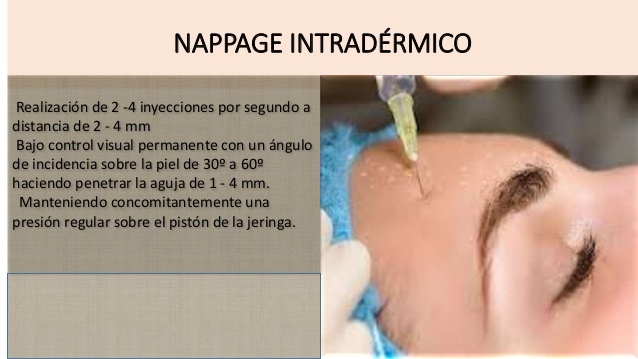 NAPPAGE INTRADÉRMICO
Realización de 2 -4 inyecciones por segundo a
distancia de 2 - 4 mm
Bajo control visual permanente con un ángulo
de incidencia sobre la piel de 30º a 60º
haciendo penetrar la aguja de 1 - 4 mm.
Manteniendo concomitantemente una
presión regular sobre el pistón de la jeringa.